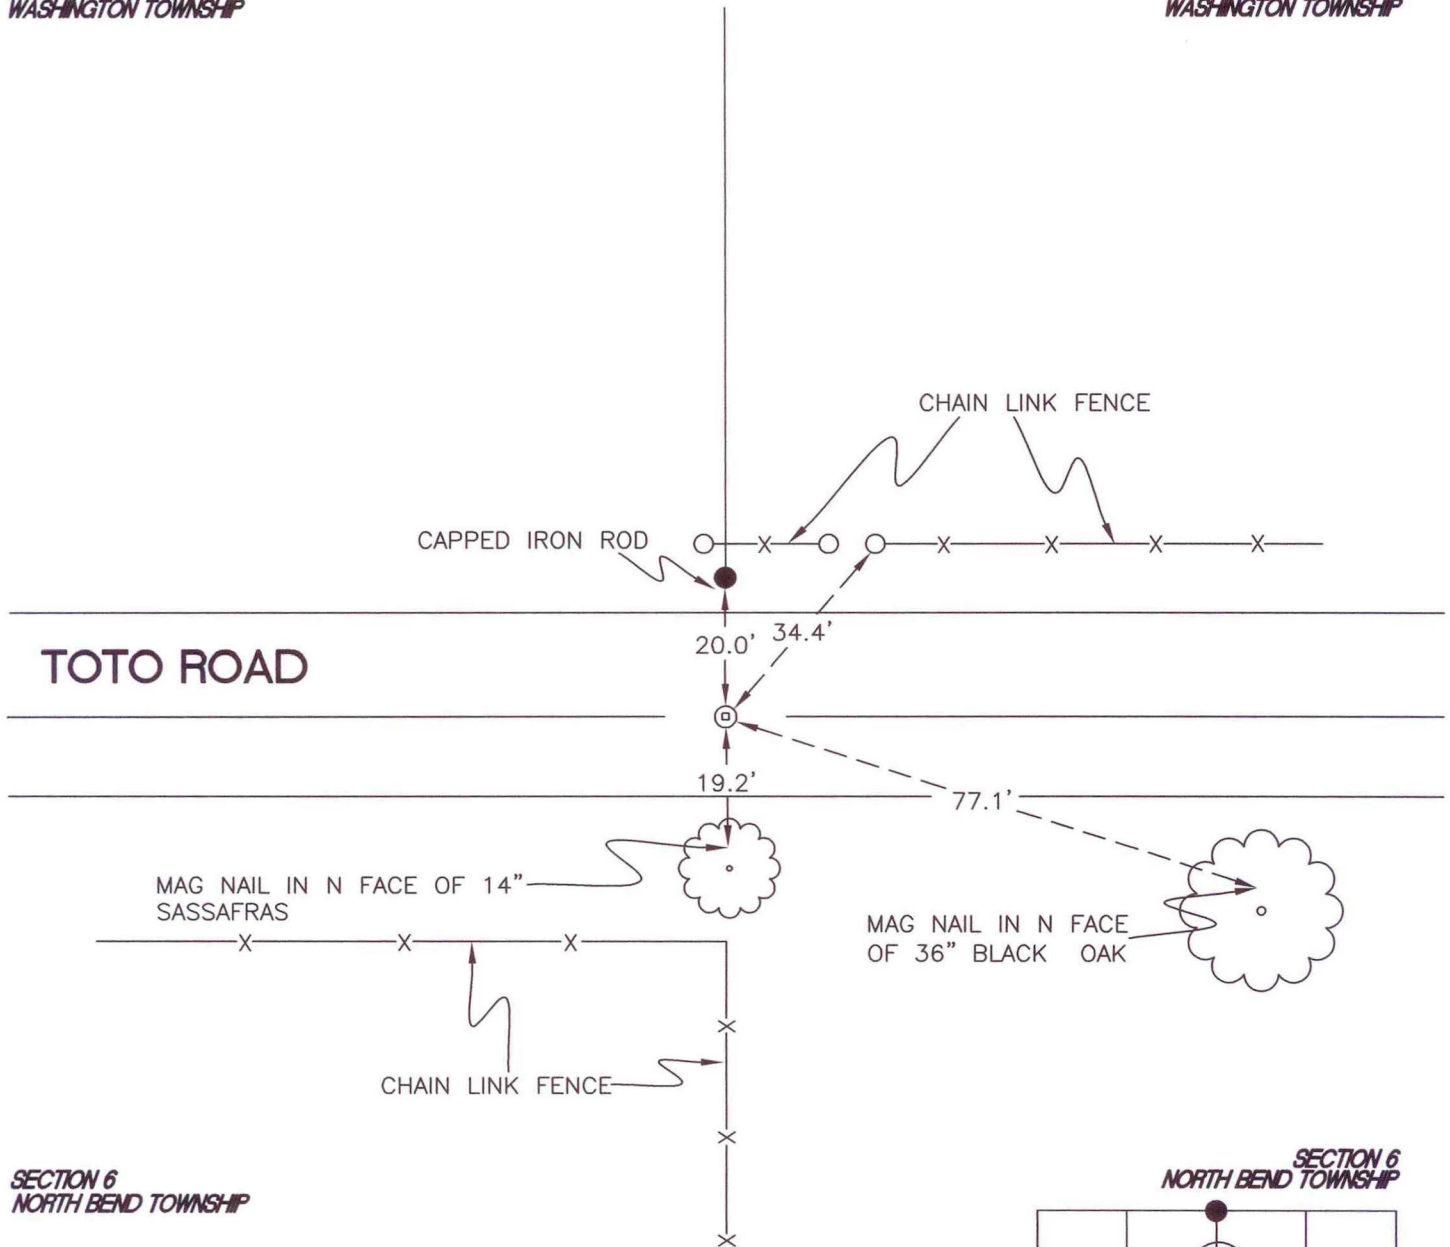 WASHINGTON TOWNSHIP
WASHINGTON TOWNSHIP
CHAIN LINK FENCE
CAPPED IRON ROD
20.0' 34.4'
TOTO ROAD
19.2'
77.1'
MAG NAIL IN N FACE OF 14"
SASSAFRAS
MAG NAIL IN N FACE
OF 36" BLACK OAK
CHAIN LINK FENCE
SECTION 6
NORTH BEND TOWNSHIP
SECTION 6
NORTH BEND TOWNSHIP